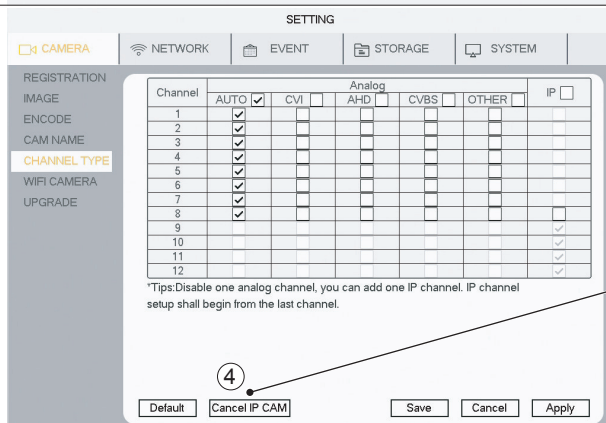 SETTING
CAMERA NETWORK EVENT STORAGE SYSTEM
REGISTRATION
IMAGE
ENCODE
CAM NAME
CHANNEL TYPE
WIFI CAMERA
UPGRADE
Channel Analog IP
AUTO CVI AHD CVBS OTHER
1
2
3
4
5
6
7
8
9
10
11
12
*Tips:Disable one analog channel, you can add one IP channel. IP channel
setup shall begin from the last channel.
4
Default Cancel IP CAM Save Cancel Apply